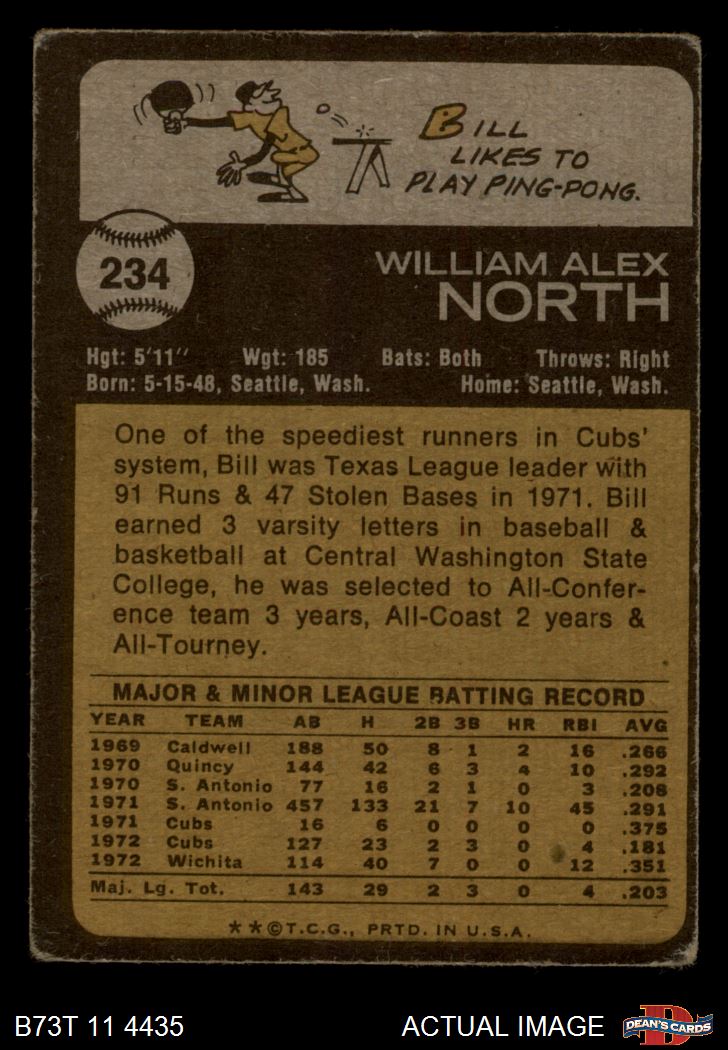 BILL
LIKES TO
PLAY PING-PONG.
234
WILLIAM ALEX
NORTH
Hgt: 5'11" Wgt: 185 Bats: Both Throws: Right
Born: 5-15-48, Seattle, Wash. Home: Seattle, Wash.
One of the speediest runners in Cubs'
system, Bill was Texas League leader with
91 Runs & 47 Stolen Bases in 1971. Bill
earned 3 varsity letters in baseball &
basketball at Central Washington State
College, he was selected to All-Confer-
ence team 3 years, All-Coast 2 years &
All-Tourney.
MAJOR & MINOR LEAGUE BATTING RECORD
YEAR TEAM AB H 2B 3B HR RBI AVG
1969 Caldwell 188 50 8 1 2 16 .266
1970 Quincy 144 42 6 3 4 10 .292
1970 S. Antonio 77 16 2 1 0 3 .208
1971 S. Antonio 457 133 21 7 10 45 .291
1971 Cubs 16 6 0 0 0 0 .375
1972 Cubs 127 23 2 3 0 4 .181
1972 Wichita 114 40 7 0 0 12 .351
Maj. Lg. Tot. 143 29 2 3 0 4 .203
**©T.C.G., PRTD. IN U.S.A.
B73T 11 4435 ACTUAL IMAGE DEAN'S CARDS